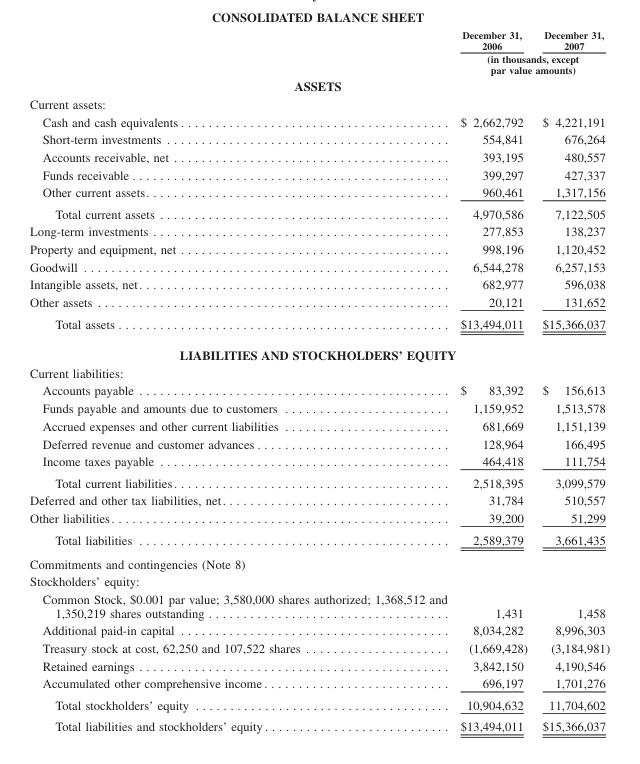 CONSOLIDATED BALANCE SHEET
December 31, 2006 December 31, 2007
(in thousands, except par value amounts)
ASSETS
Current assets:
Cash and cash equivalents $ 2,662,792 $ 4,221,191
Short-term investments 554,841 676,264
Accounts receivable, net 393,195 480,557
Funds receivable 399,297 427,337
Other current assets 960,461 1,317,156
Total current assets 4,970,586 7,122,505
Long-term investments 277,853 138,237
Property and equipment, net 998,196 1,120,452
Goodwill 6,544,278 6,257,153
Intangible assets, net 682,977 596,038
Other assets 20,121 131,652
Total assets $13,494,011 $15,366,037
LIABILITIES AND STOCKHOLDERS' EQUITY
Current liabilities:
Accounts payable $ 83,392 $ 156,613
Funds payable and amounts due to customers 1,159,952 1,513,578
Accrued expenses and other current liabilities 681,669 1,151,139
Deferred revenue and customer advances 128,964 166,495
Income taxes payable 464,418 111,754
Total current liabilities 2,518,395 3,099,579
Deferred and other tax liabilities, net 31,784 510,557
Other liabilities 39,200 51,299
Total liabilities 2,589,379 3,661,435
Commitments and contingencies (Note 8)
Stockholders' equity:
Common Stock, $0.001 par value; 3,580,000 shares authorized; 1,368,512 and
1,350,219 shares outstanding 1,431 1,458
Additional paid-in capital 8,034,282 8,996,303
Treasury stock at cost, 62,250 and 107,522 shares (1,669,428) (3,184,981)
Retained earnings 3,842,150 4,190,546
Accumulated other comprehensive income 696,197 1,701,276
Total stockholders' equity 10,904,632 11,704,602
Total liabilities and stockholders' equity $13,494,011 $15,366,037